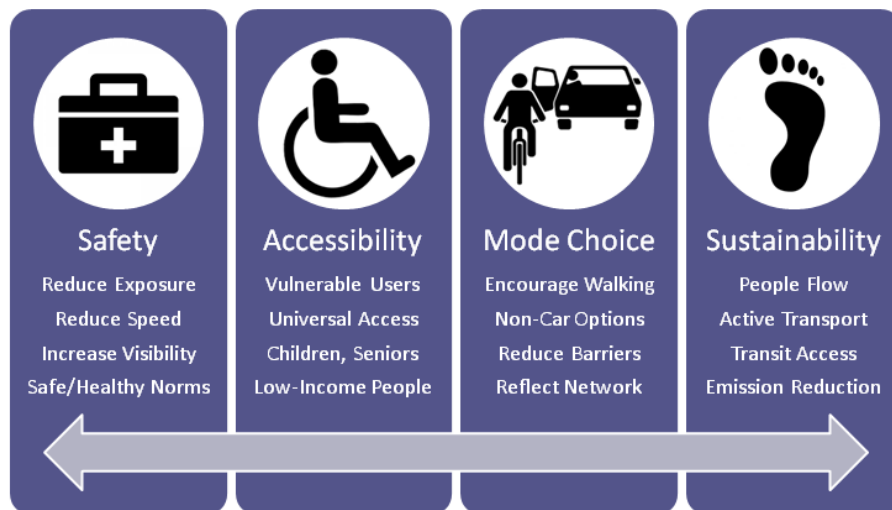 Safety
Reduce Exposure
Reduce Speed
Increase Visibility
Safe/Healthy Norms
Accessibility
Vulnerable Users
Universal Access
Children, Seniors
Low-Income People
Mode Choice
Encourage Walking
Non-Car Options
Reduce Barriers
Reflect Network
Sustainability
People Flow
Active Transport
Transit Access
Emission Reduction